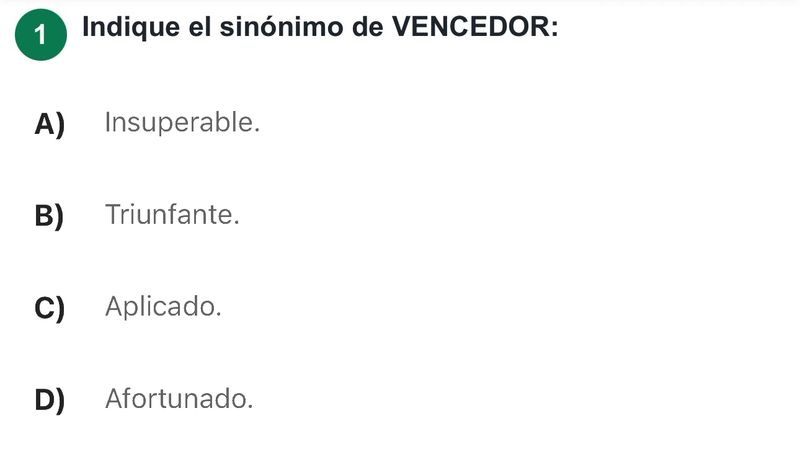 1 Indique el sinónimo de VENCEDOR:
A) Insuperable.
B) Triunfante.
C) Aplicado.
D) Afortunado.